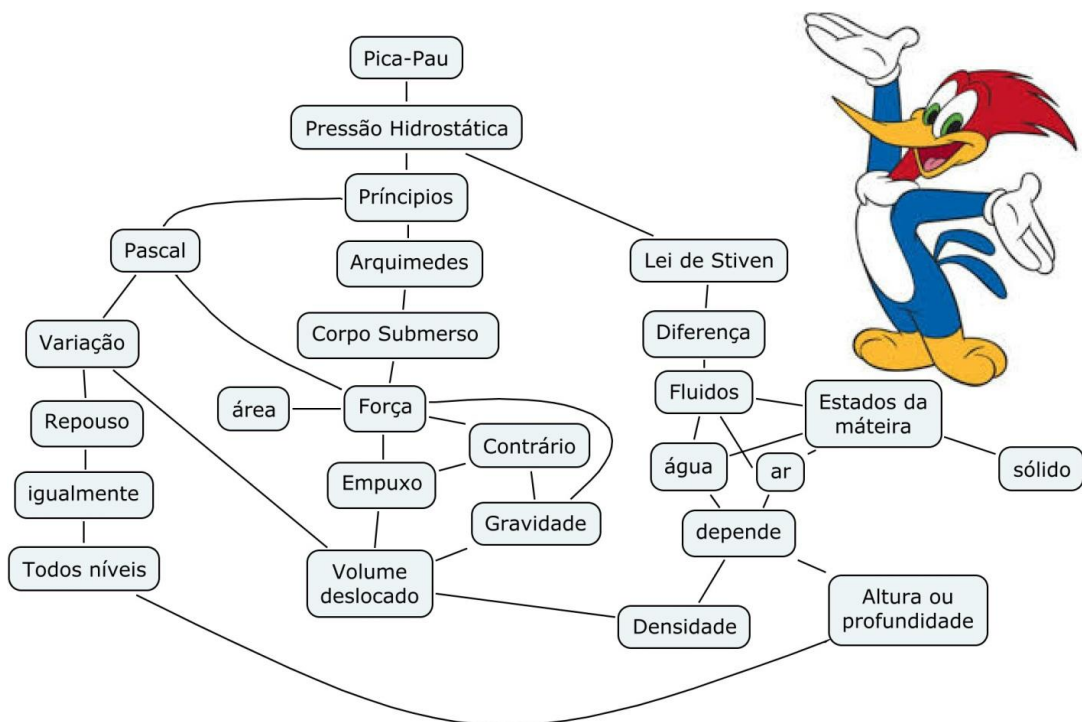 Pica-Pau
Pressão Hidrostática
Príncipios
Pascal
Arquimedes
Lei de Stiven
Corpo Submerso
Diferença
Variação
Fluidos
Estados da
máteira
área
Força
Repouso
Contrário
água
ar
sólido
Empuxo
igualmente
Gravidade
depende
Todos níveis
Volume
deslocado
Altura ou
profundidade
Densidade